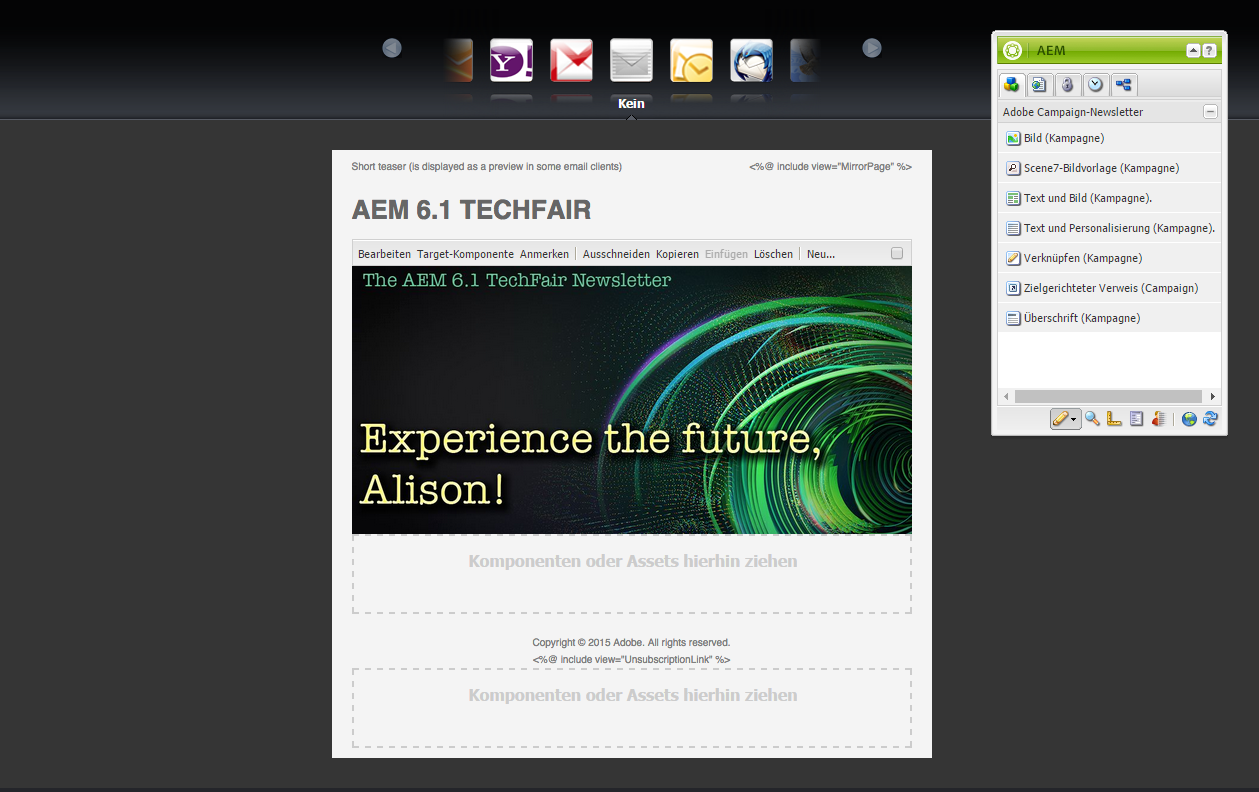 Y!
Kein
AEM
?
Adobe Campaign-Newsletter
Bild (Kampagne)
Scene7-Bildvorlage (Kampagne)
Text und Bild (Kampagne).
Text und Personalisierung (Kampagne).
Verknüpfen (Kampagne)
Zielgerichteter Verweis (Campaign)
Überschrift (Kampagne)
Short teaser (is displayed as a preview in some email clients)
<%@ include view="MirrorPage" %>
AEM 6.1 TECHFAIR
Bearbeiten Target-Komponente Anmerken Ausschneiden Kopieren Einfügen Löschen Neu...
The AEM 6.1 TechFair Newsletter
Experience the future,
Alison!
Komponenten oder Assets hierhin ziehen
Copyright © 2015 Adobe. All rights reserved.
<%@ include view="UnsubscriptionLink" %>
Komponenten oder Assets hierhin ziehen